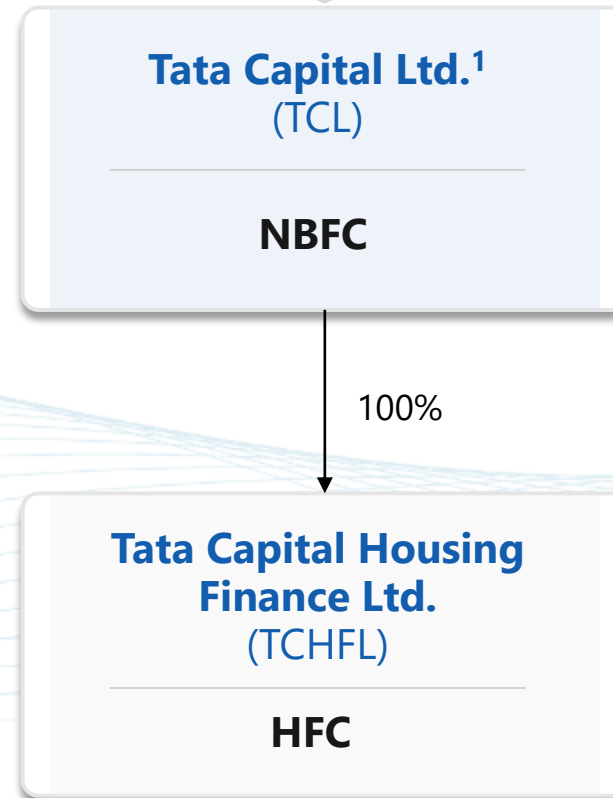 Tata Capital Ltd.¹
(TCL)
NBFC
100%
Tata Capital Housing
Finance Ltd.
(TCHFL)
HFC